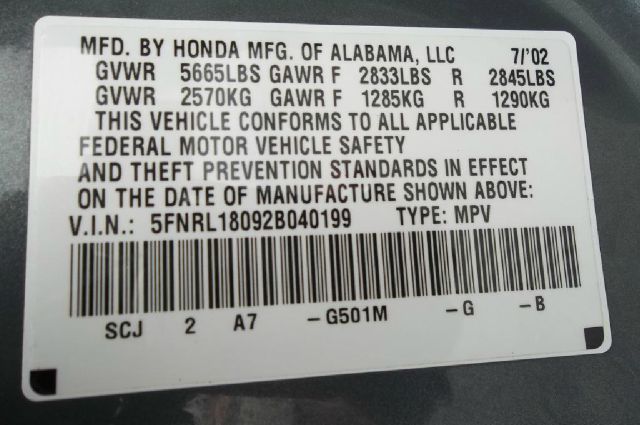 MFD. BY HONDA MFG. OF ALABAMA, LLC 7/'02
GVWR 5665LBS GAWR F 2833LBS R 2845LBS
GVWR 2570KG GAWR F 1285KG R 1290KG
THIS VEHICLE CONFORMS TO ALL APPLICABLE
FEDERAL MOTOR VEHICLE SAFETY
AND THEFT PREVENTION STANDARDS IN EFFECT
ON THE DATE OF MANUFACTURE SHOWN ABOVE:
V.I.N.: 5FNRL18092B040199 TYPE: MPV
SCJ 2 A7 –G501M –G –B